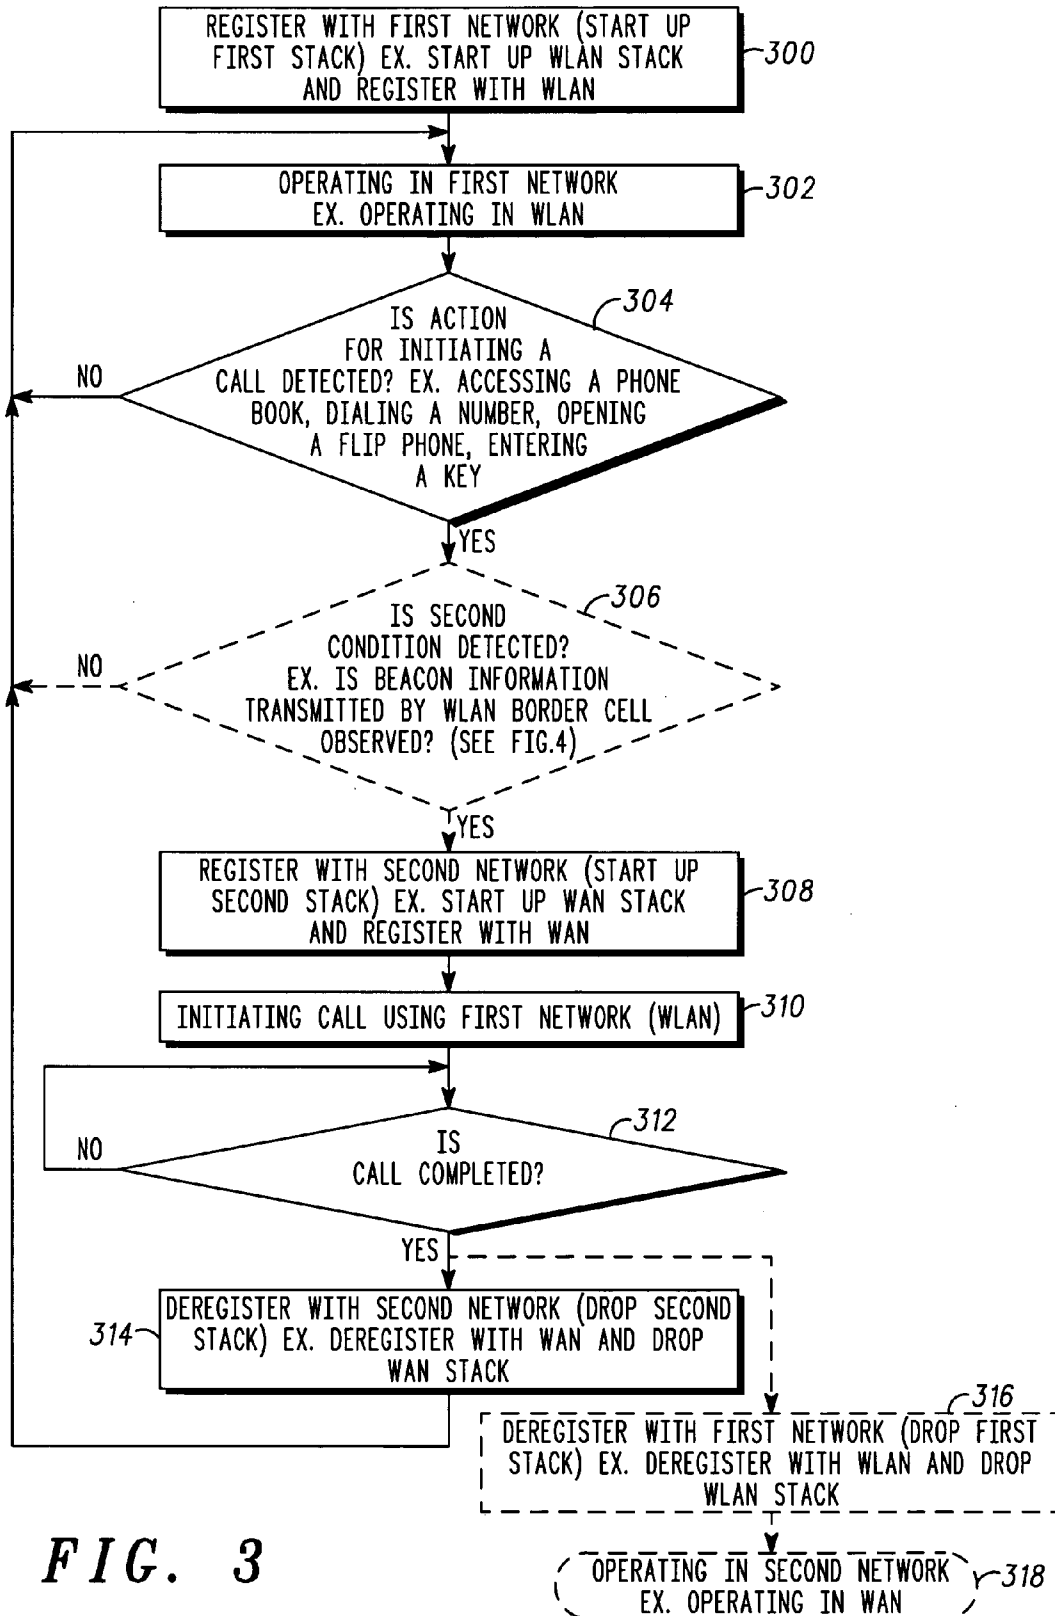 REGISTER WITH FIRST NETWORK (START UP
FIRST STACK) EX. START UP WLAN STACK
AND REGISTER WITH WLAN
300
OPERATING IN FIRST NETWORK
EX. OPERATING IN WLAN
302
304
IS ACTION
FOR INITIATING A
CALL DETECTED? EX. ACCESSING A PHONE
BOOK, DIALING A NUMBER, OPENING
A FLIP PHONE, ENTERING
A KEY
NO
YES
306
IS SECOND
CONDITION DETECTED?
EX. IS BEACON INFORMATION
TRANSMITTED BY WLAN BORDER CELL
OBSERVED? (SEE FIG.4)
NO
YES
REGISTER WITH SECOND NETWORK (START UP
SECOND STACK) EX. START UP WAN STACK
AND REGISTER WITH WAN
308
INITIATING CALL USING FIRST NETWORK (WLAN)
310
312
IS
CALL COMPLETED?
NO
YES
DEREGISTER WITH SECOND NETWORK (DROP SECOND
STACK) EX. DEREGISTER WITH WAN AND DROP
WAN STACK
314
316
DEREGISTER WITH FIRST NETWORK (DROP FIRST
STACK) EX. DEREGISTER WITH WLAN AND DROP
WLAN STACK
OPERATING IN SECOND NETWORK
EX. OPERATING IN WAN
318
FIG. 3